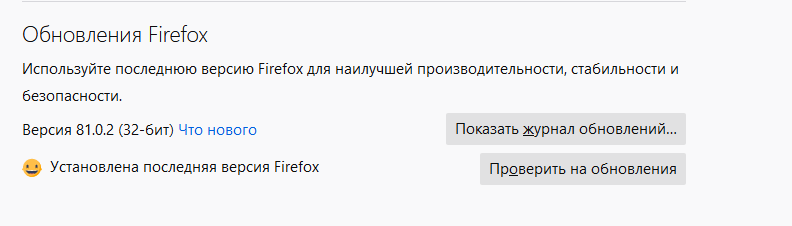 Обновления Firefox
Используйте последнюю версию Firefox для наилучшей производительности, стабильности и
безопасности.
Версия 81.0.2 (32-бит) Что нового
Показать журнал обновлений...
Установлена последняя версия Firefox
Проверить на обновления